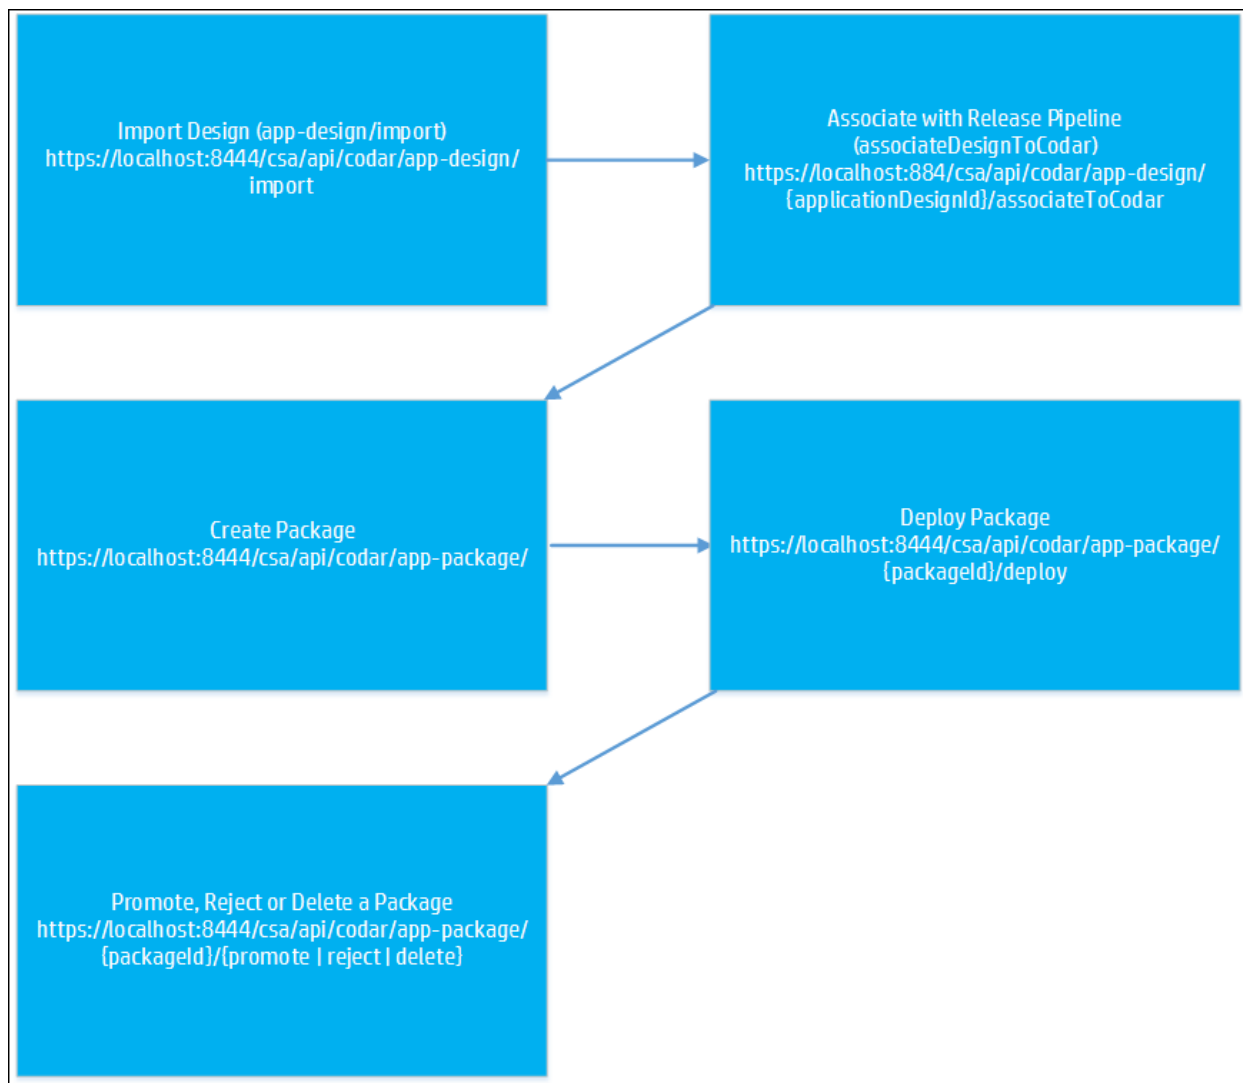 Import Design (app-design/import)
https://localhost:8444/csa/api/codar/app-design/
import
Associate with Release Pipeline
(associateDesignToCodar)
https://localhost:884/csa/api/codar/app-design/
{applicationDesignId}/associateToCodar
Create Package
https://localhost:8444/csa/api/codar/app-package/
Deploy Package
https://localhost:8444/csa/api/codar/app-package/
{packageId}/deploy
Promote, Reject or Delete a Package
https://localhost:8444/csa/api/codar/app-package/
{packageId}/{promote | reject | delete}